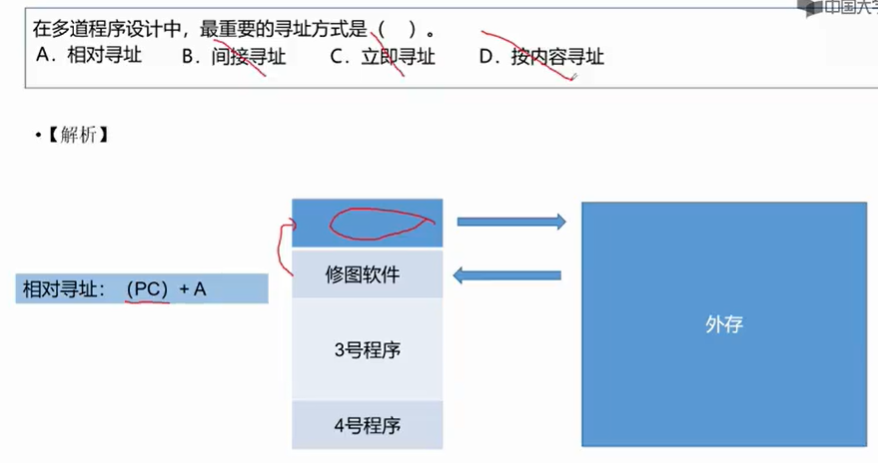 中国大学
在多道程序设计中，最重要的寻址方式是（　）。
A．相对寻址　B．间接寻址　C．立即寻址　D．按内容寻址
•【解析】
修图软件
相对寻址：（PC）+ A
外存
3号程序
4号程序